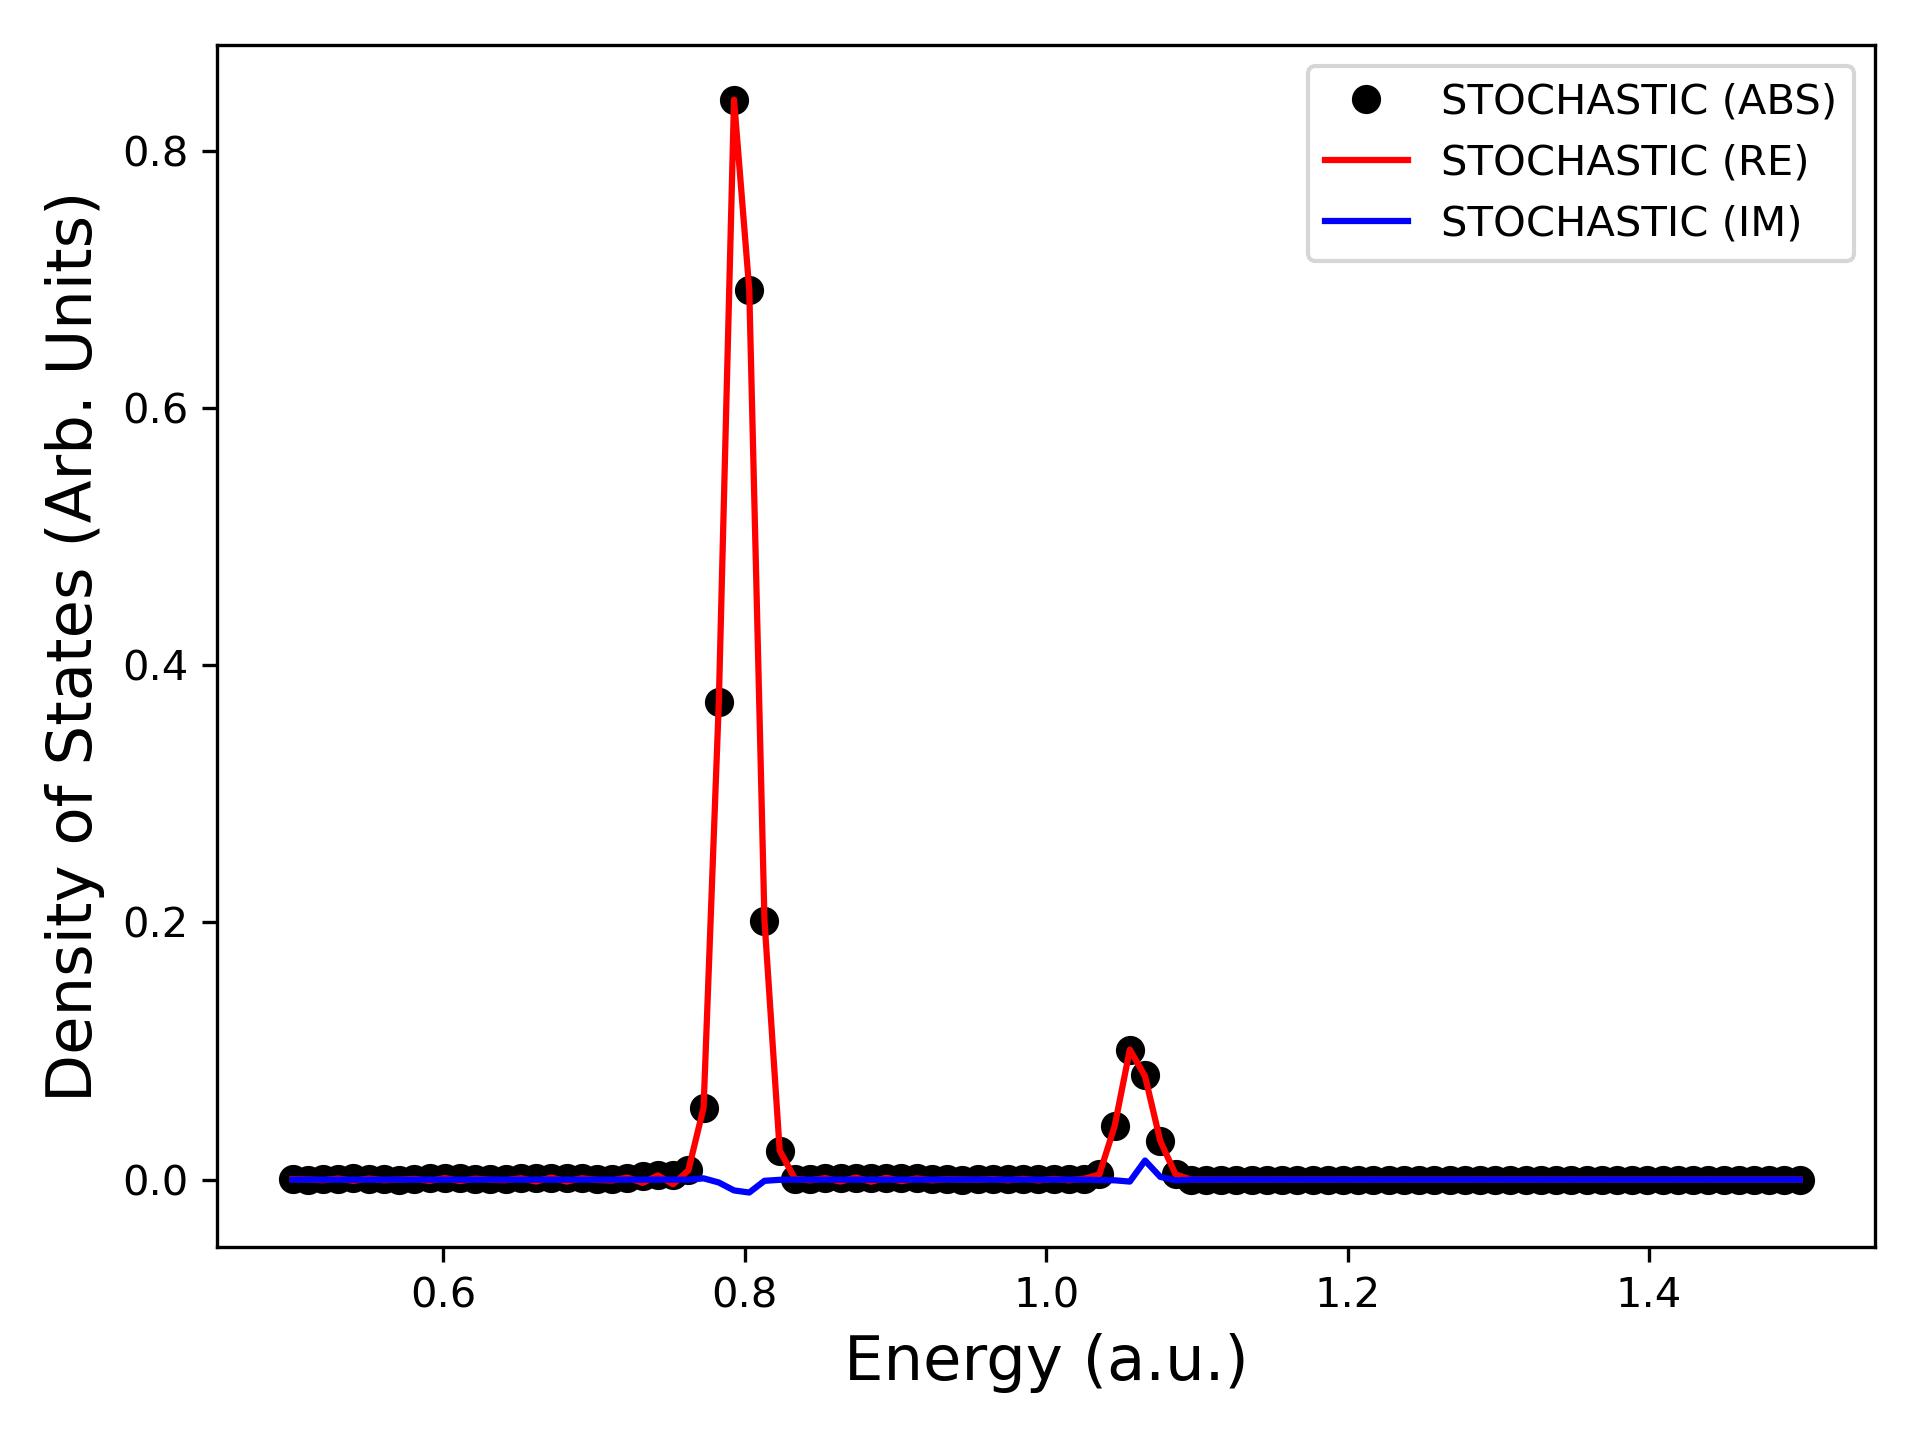 STOCHASTIC (ABS)
STOCHASTIC (RE)
STOCHASTIC (IM)
Density of States (Arb. Units)
0.8
0.6
0.4
0.2
0.0
0.6 0.8 1.0 1.2 1.4
Energy (a.u.)